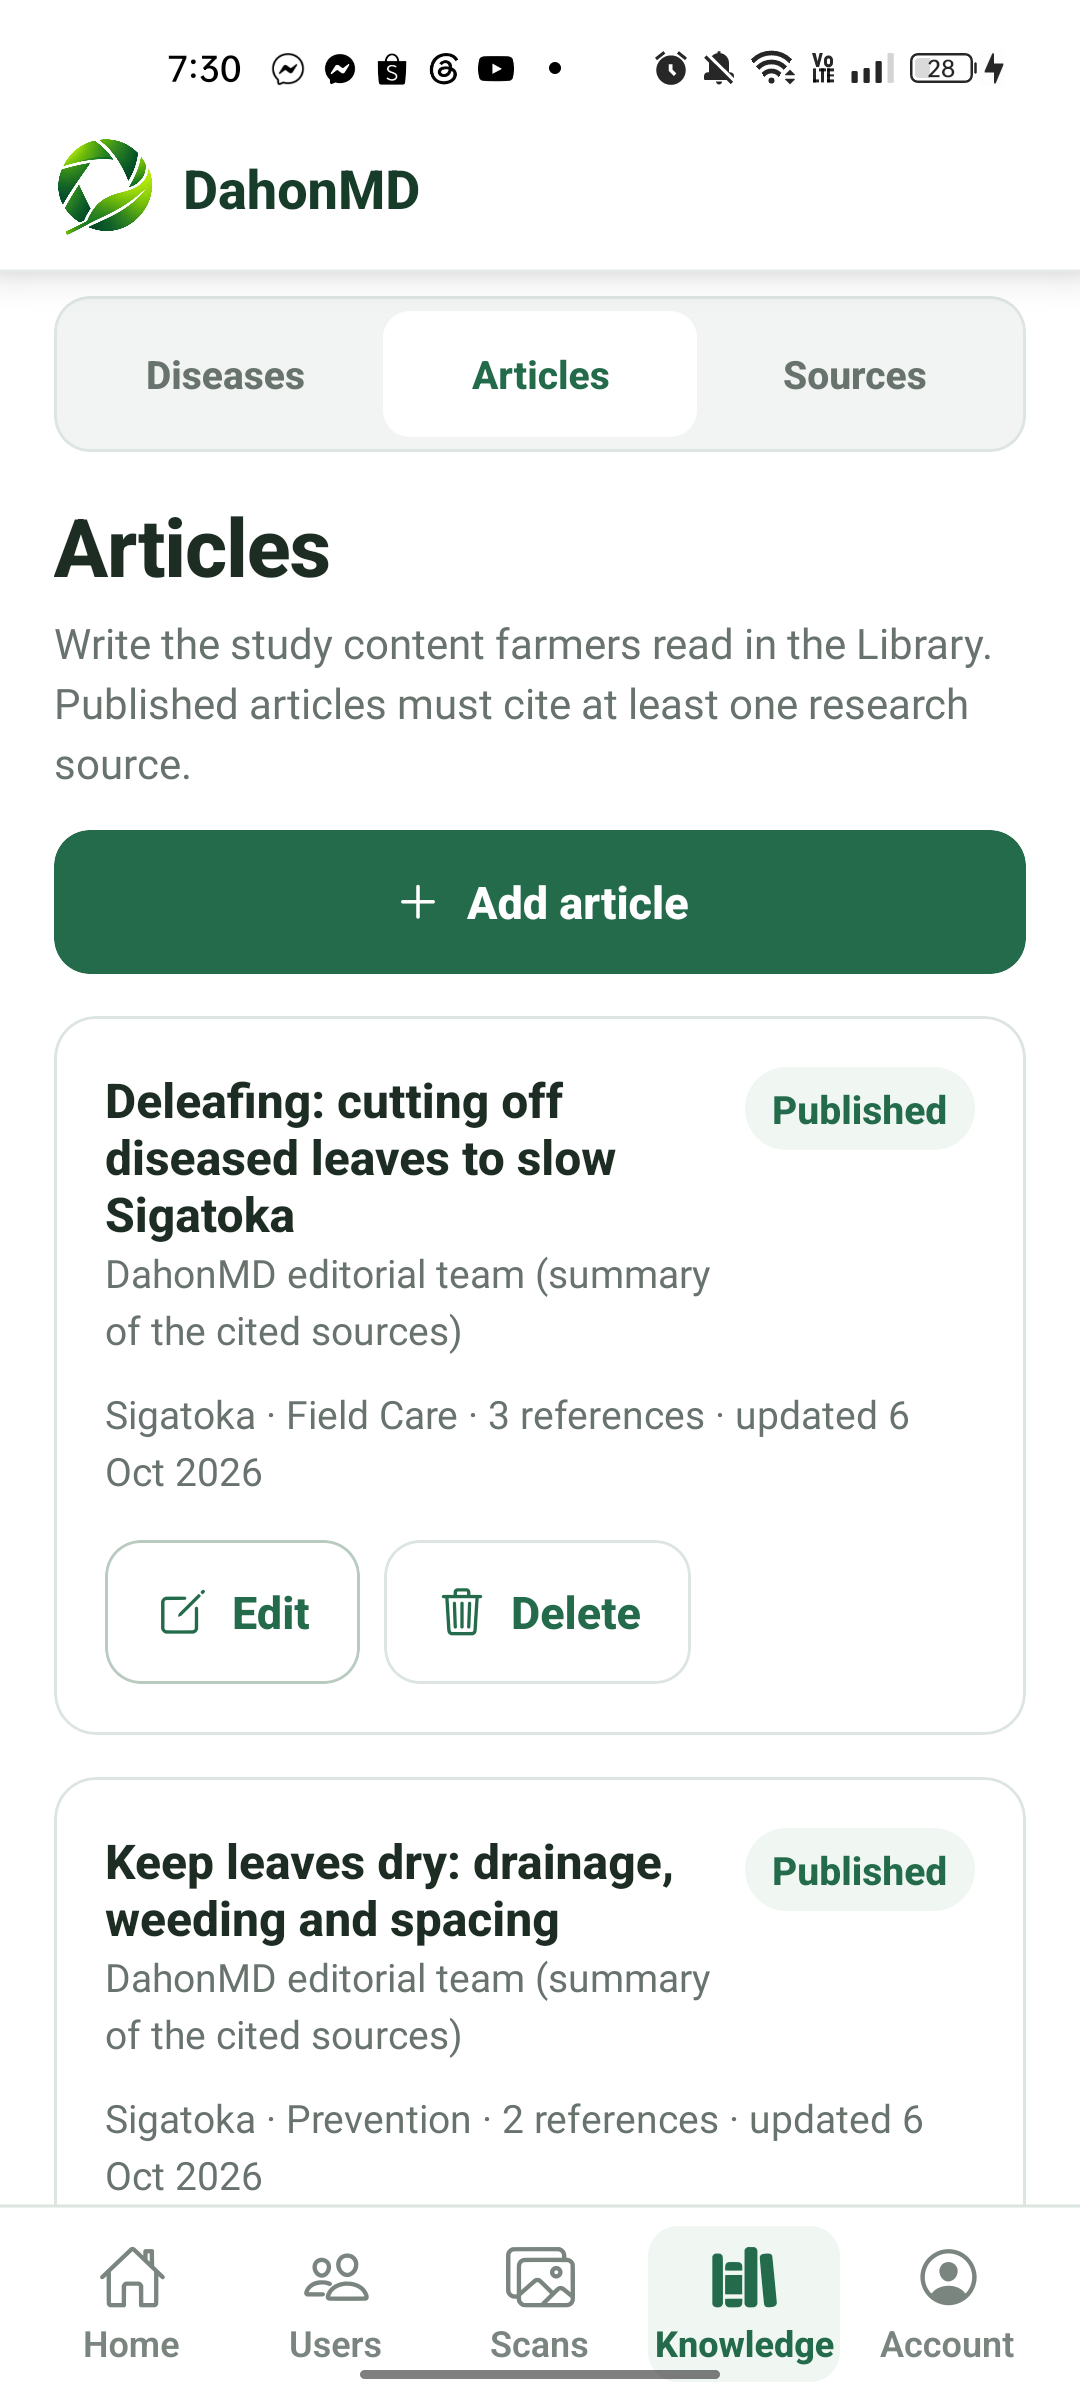 7:30
Vo
LTE
28
DahonMD
Diseases Articles Sources
Articles
Write the study content farmers read in the Library.
Published articles must cite at least one research
source.
Add article
Deleafing: cutting off
diseased leaves to slow
Sigatoka
Published
DahonMD editorial team (summary
of the cited sources)
Sigatoka · Field Care · 3 references · updated 6
Oct 2026
Edit Delete
Keep leaves dry: drainage,
weeding and spacing
Published
DahonMD editorial team (summary
of the cited sources)
Sigatoka · Prevention · 2 references · updated 6
Oct 2026
Home Users Scans Knowledge Account